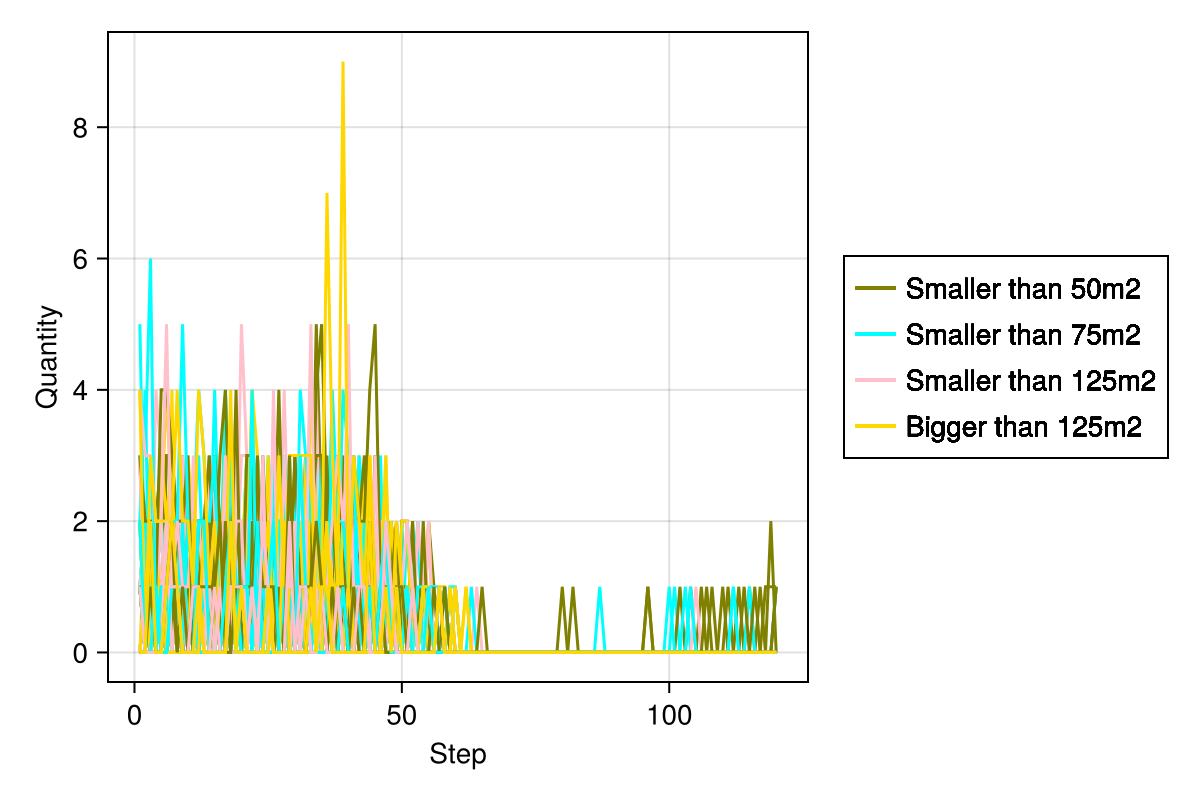 8
6
4
2
0
Quantity
0 50 100
Step
Smaller than 50m2
Smaller than 75m2
Smaller than 125m2
Bigger than 125m2